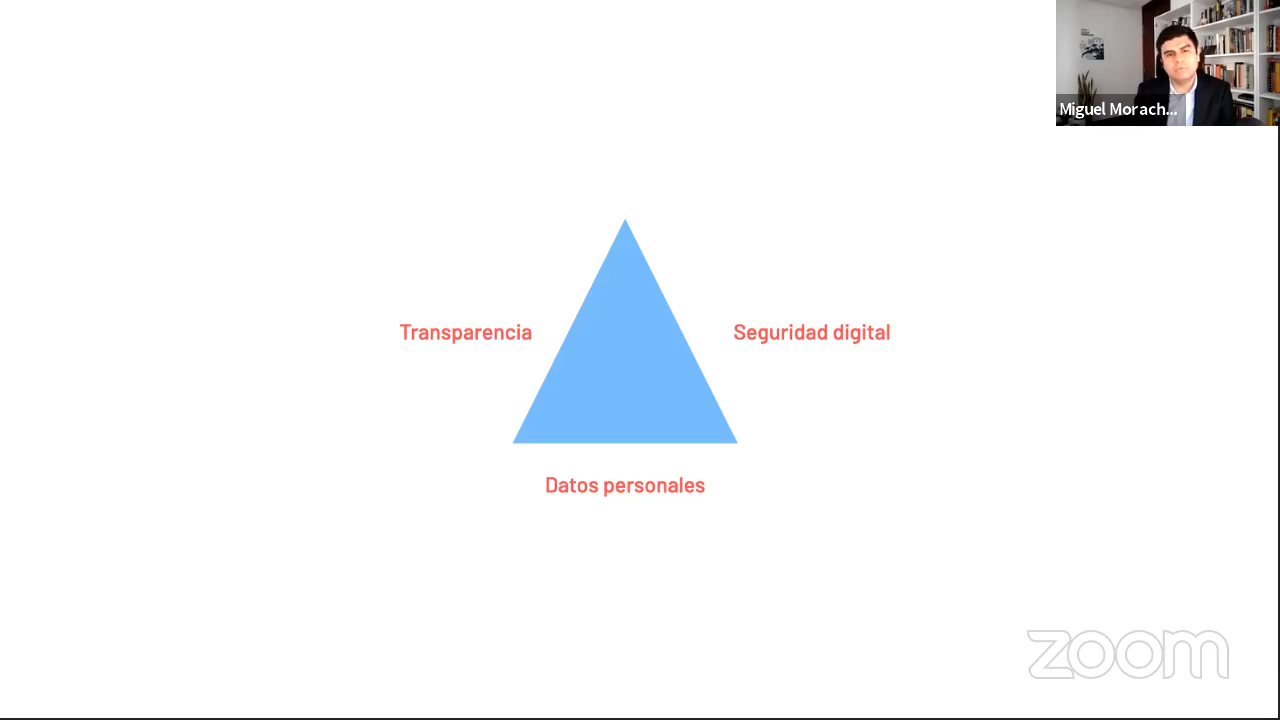 Miguel Morach...
Transparencia
Seguridad digital
Datos personales
zoom